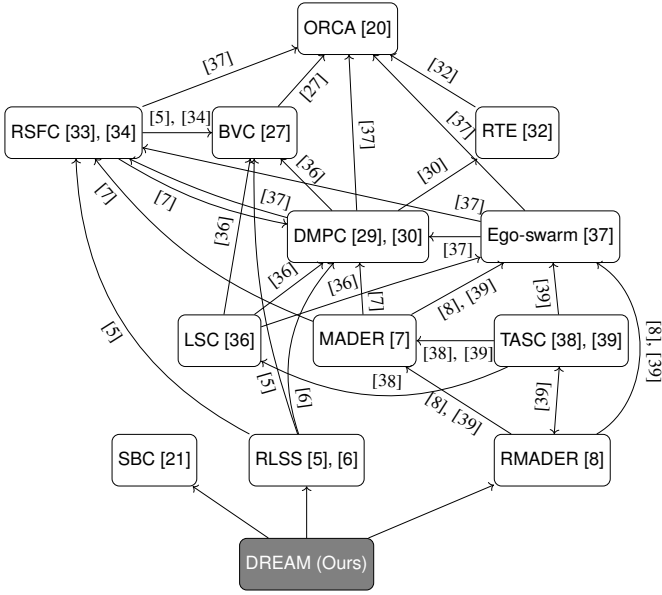 ORCA [20]
[37]
[27]
[32]
[37]
[37]
RSFC [33], [34]
[5], [34]
BVC [27]
RTE [32]
[36]
[30]
[7]
[7]
[37]
[37]
[36]
DMPC [29], [30]
[37]
Ego-swarm [37]
[36]
[36]
[7]
[8], [39]
[39]
[8], [39]
[5]
LSC [36]
MADER [7]
[38], [39]
TASC [38], [39]
[5]
[6]
[38]
[8], [39]
[39]
SBC [21]
RLSS [5], [6]
RMADER [8]
DREAM (Ours)